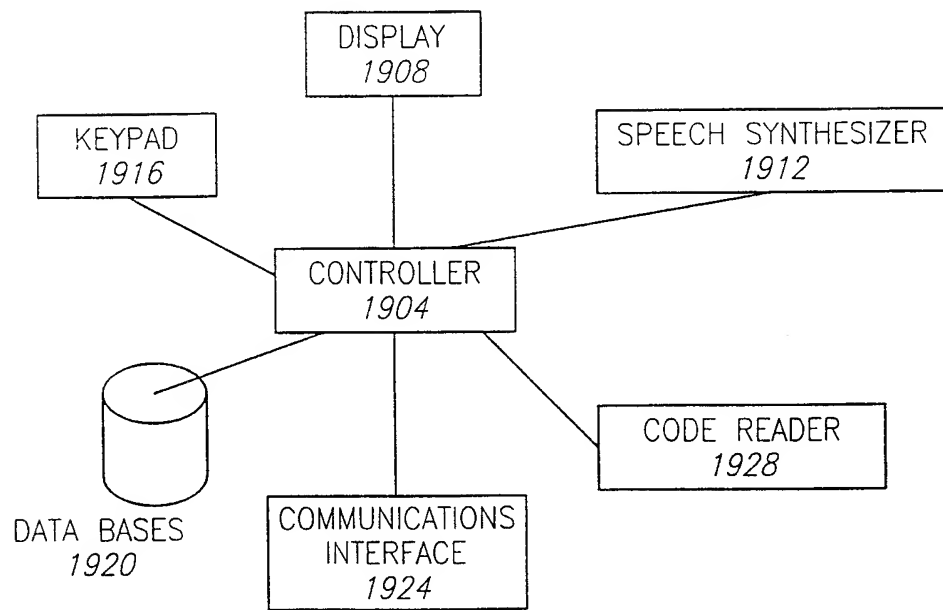 DISPLAY
1908
KEYPAD
1916
SPEECH SYNTHESIZER
1912
CONTROLLER
1904
CODE READER
1928
DATA BASES
1920
COMMUNICATIONS
INTERFACE
1924